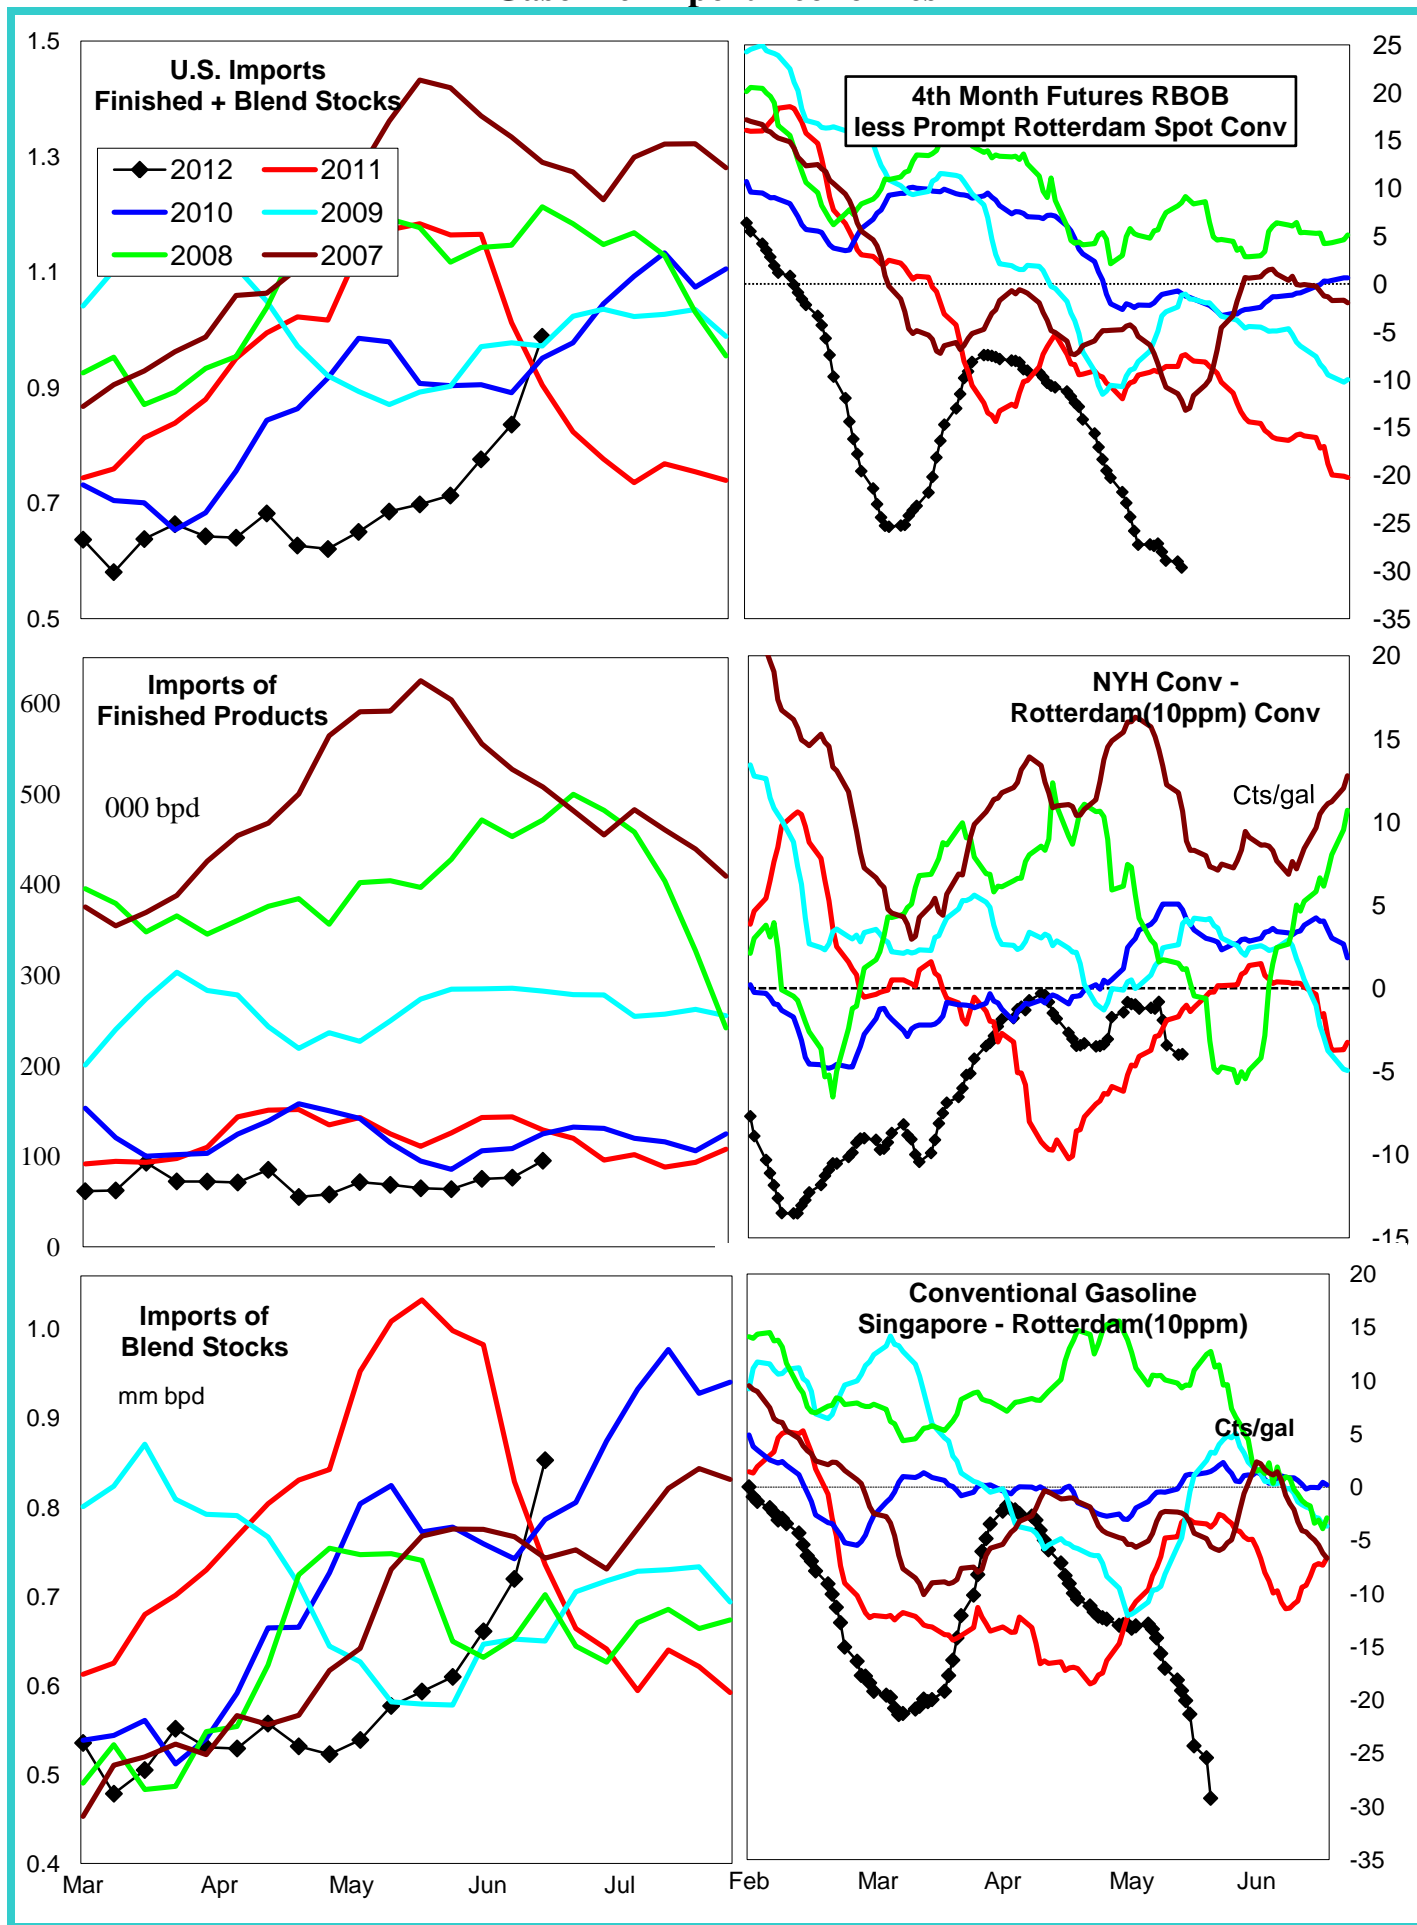 1.5
1.3
1.1
0.9
0.7
0.5
U.S. Imports
Finished + Blend Stocks
2012
2011
2010
2009
2008
2007
4th Month Futures RBOB
less Prompt Rotterdam Spot Conv
25
20
15
10
5
0
-5
-10
-15
-20
-25
-30
-35
600
500
400
300
200
100
0
Imports of
Finished Products
000 bpd
NYH Conv -
Rotterdam(10ppm) Conv
Cts/gal
20
15
10
5
0
-5
-10
-15
1.0
0.9
0.8
0.7
0.6
0.5
0.4
Imports of
Blend Stocks
mm bpd
Mar
Apr
May
Jun
Jul
Conventional Gasoline
Singapore - Rotterdam(10ppm)
Cts/gal
20
15
10
5
0
-5
-10
-15
-20
-25
-30
-35
Feb
Mar
Apr
May
Jun